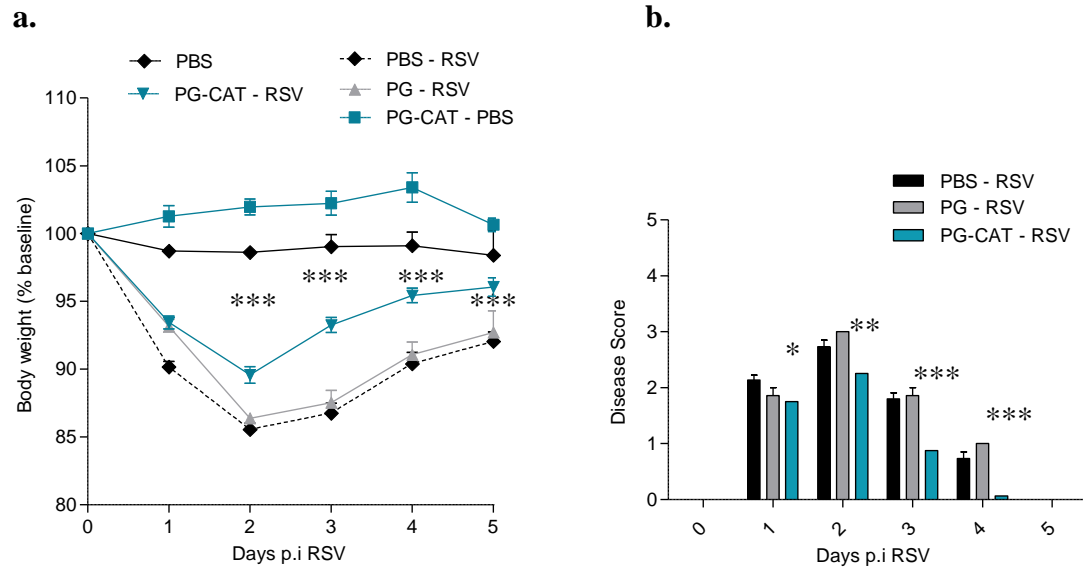 a.
PBS
PG-CAT - RSV
PBS - RSV
PG - RSV
PG-CAT - PBS
110
105
100
95
90
85
80
Body weight (% baseline)
***
***
***
***
0 1 2 3 4 5
Days p.i RSV
b.
PBS - RSV
PG - RSV
PG-CAT - RSV
5
4
3
2
1
0
Disease Score
*
**
***
***
0 1 2 3 4 5
Days p.i RSV